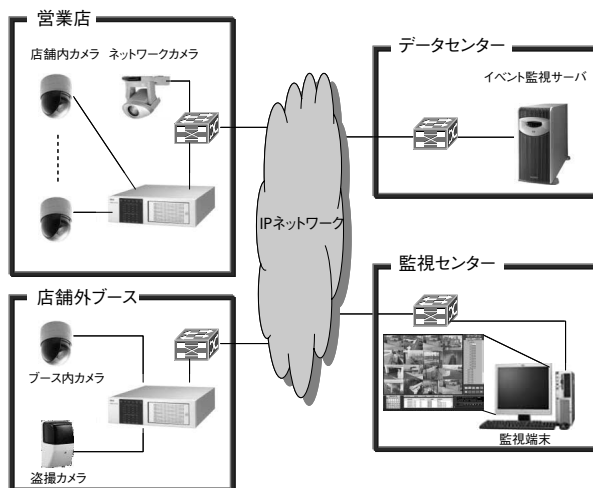 営業店
店舗内カメラ
ネットワークカメラ
データセンター
イベント監視サーバ
IPネットワーク
店舗外ブース
ブース内カメラ
盗撮カメラ
監視センター
監視端末